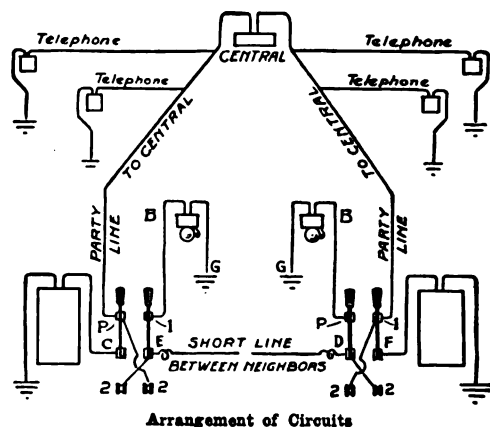 CENTRAL
Telephone
Telephone
Telephone
Telephone
TO CENTRAL
TO CENTRAL
PARTY
LINE
B
G
B
G
PARTY
LINE
P
1
P
1
C
E
SHORT LINE
BETWEEN NEIGHBORS
D
F
2
2
2
2
Arrangement of Circuits